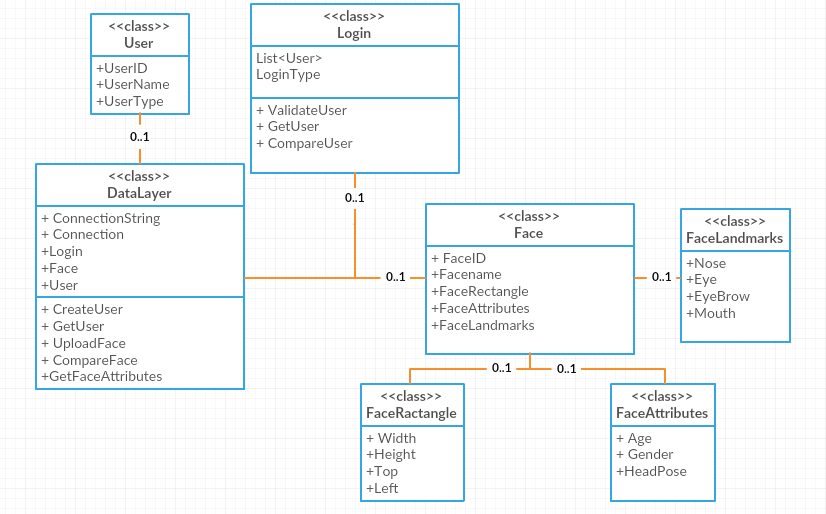 <<class>>
User
+UserID
+UserName
+UserType
0..1
<<class>>
Login
List<User>
LoginType
+ ValidateUser
+ GetUser
+ CompareUser
0..1
<<class>>
DataLayer
+ ConnectionString
+ Connection
+Login
+Face
+User
+ CreateUser
+ GetUser
+ UploadFace
+ CompareFace
+GetFaceAttributes
0..1
<<class>>
Face
+ FaceID
+Facename
+FaceRectangle
+FaceAttributes
+FaceLandmarks
0..1
<<class>>
FaceLandmarks
+Nose
+Eye
+EyeBrow
+Mouth
0..1
0..1
<<class>>
FaceRactangle
+ Width
+Height
+Top
+Left
<<class>>
FaceAttributes
+ Age
+ Gender
+HeadPose